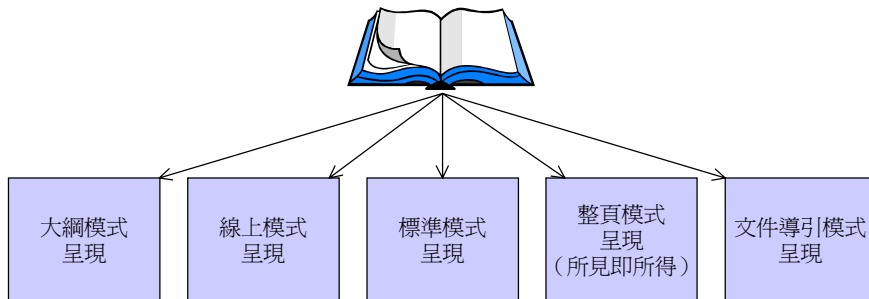 大綱模式
呈現
線上模式
呈現
標準模式
呈現
整頁模式
呈現
（所見即所得）
文件導引模式
呈現